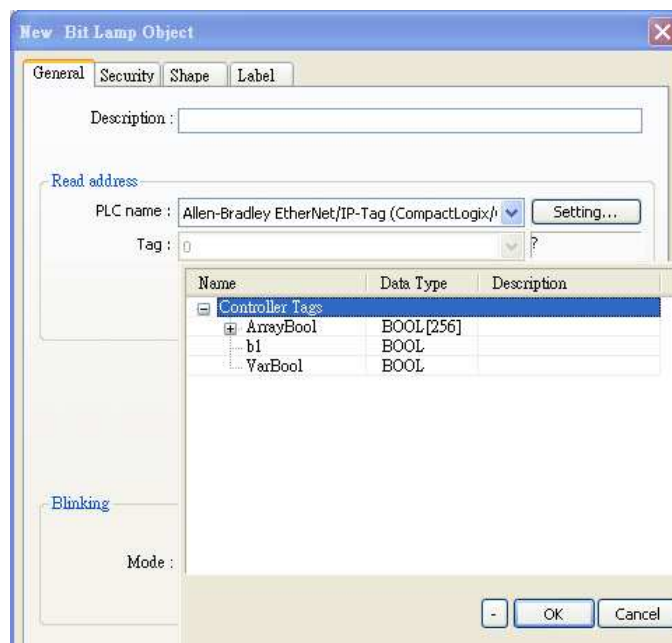 New Bit Lamp Object
General Security Shape Label
Description :
Read address
PLC name : Allen-Bradley EtherNet/IP-Tag (CompactLogix/ Setting...
Tag : 0 ?
Name Data Type Description
Controller Tags
ArrayBool BOOL[256]
b1 BOOL
VarBool BOOL
Blinking
Mode :
- OK Cancel